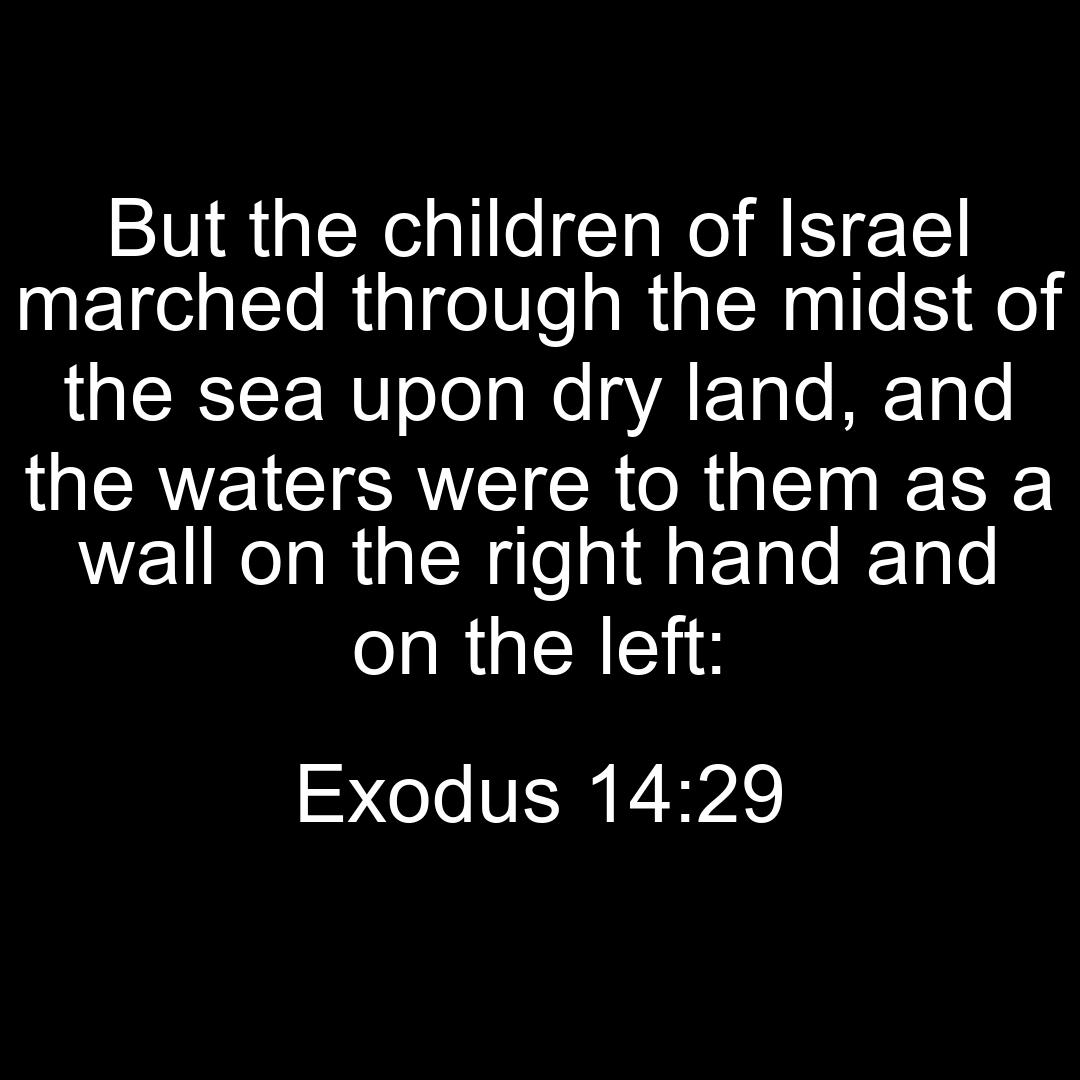 But the children of Israel
marched through the midst of
the sea upon dry land, and
the waters were to them as a
wall on the right hand and
on the left:
Exodus 14:29